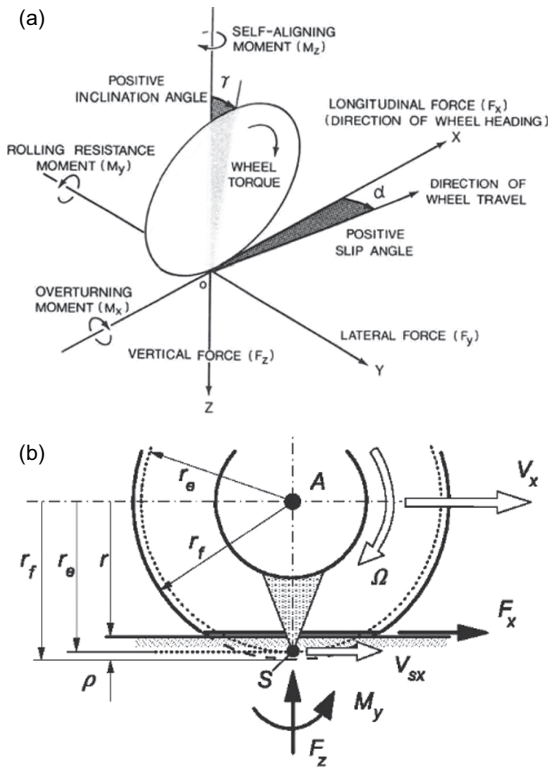 (a)
SELF-ALIGNING
MOMENT (Mz)
POSITIVE
INCLINATION ANGLE
γ
LONGITUDINAL FORCE (Fx)
(DIRECTION OF WHEEL HEADING)
X
ROLLING RESISTANCE
MOMENT (My)
WHEEL
TORQUE
α
DIRECTION OF
WHEEL TRAVEL
POSITIVE
SLIP ANGLE
O
OVERTURNING
MOMENT (Mx)
LATERAL FORCE (Fy)
VERTICAL FORCE (Fz)
Y
Z
(b)
re
A
Vx
rf
re
r
rf
Ω
Fx
S
Vsx
ρ
My
Fz